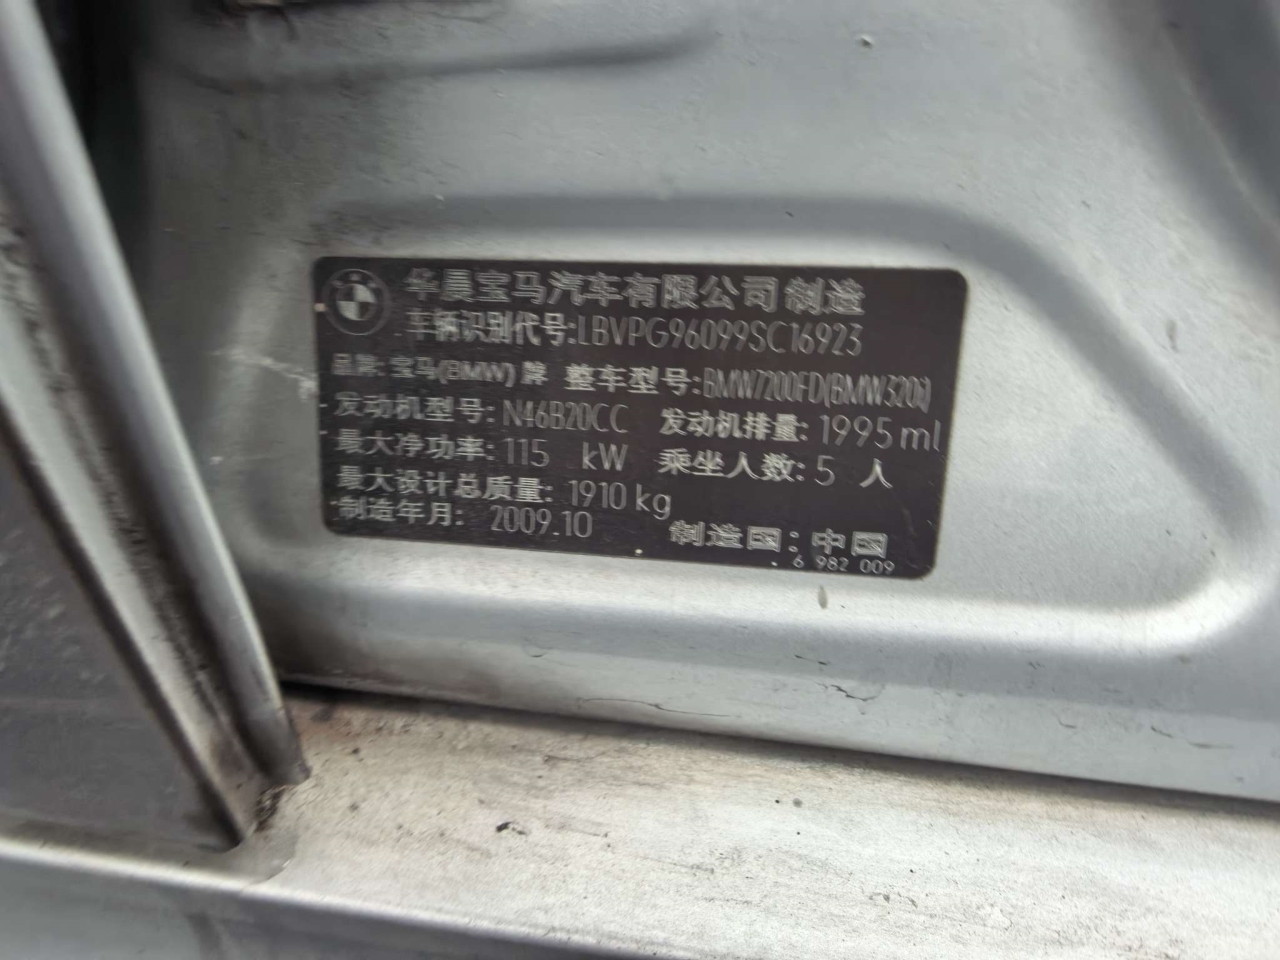 华晨宝马汽车有限公司制造
车辆识别代号:LBVPG96099SC16923
品牌:宝马(BMW)牌 整车型号:BMW7200FD(BMW320i)
发动机型号:N46B20CC 发动机排量:1995ml
最大净功率:115 kW 乘坐人数:5 人
最大设计总质量:1910kg
制造年月:2009.10 制造国:中国
6 982 009